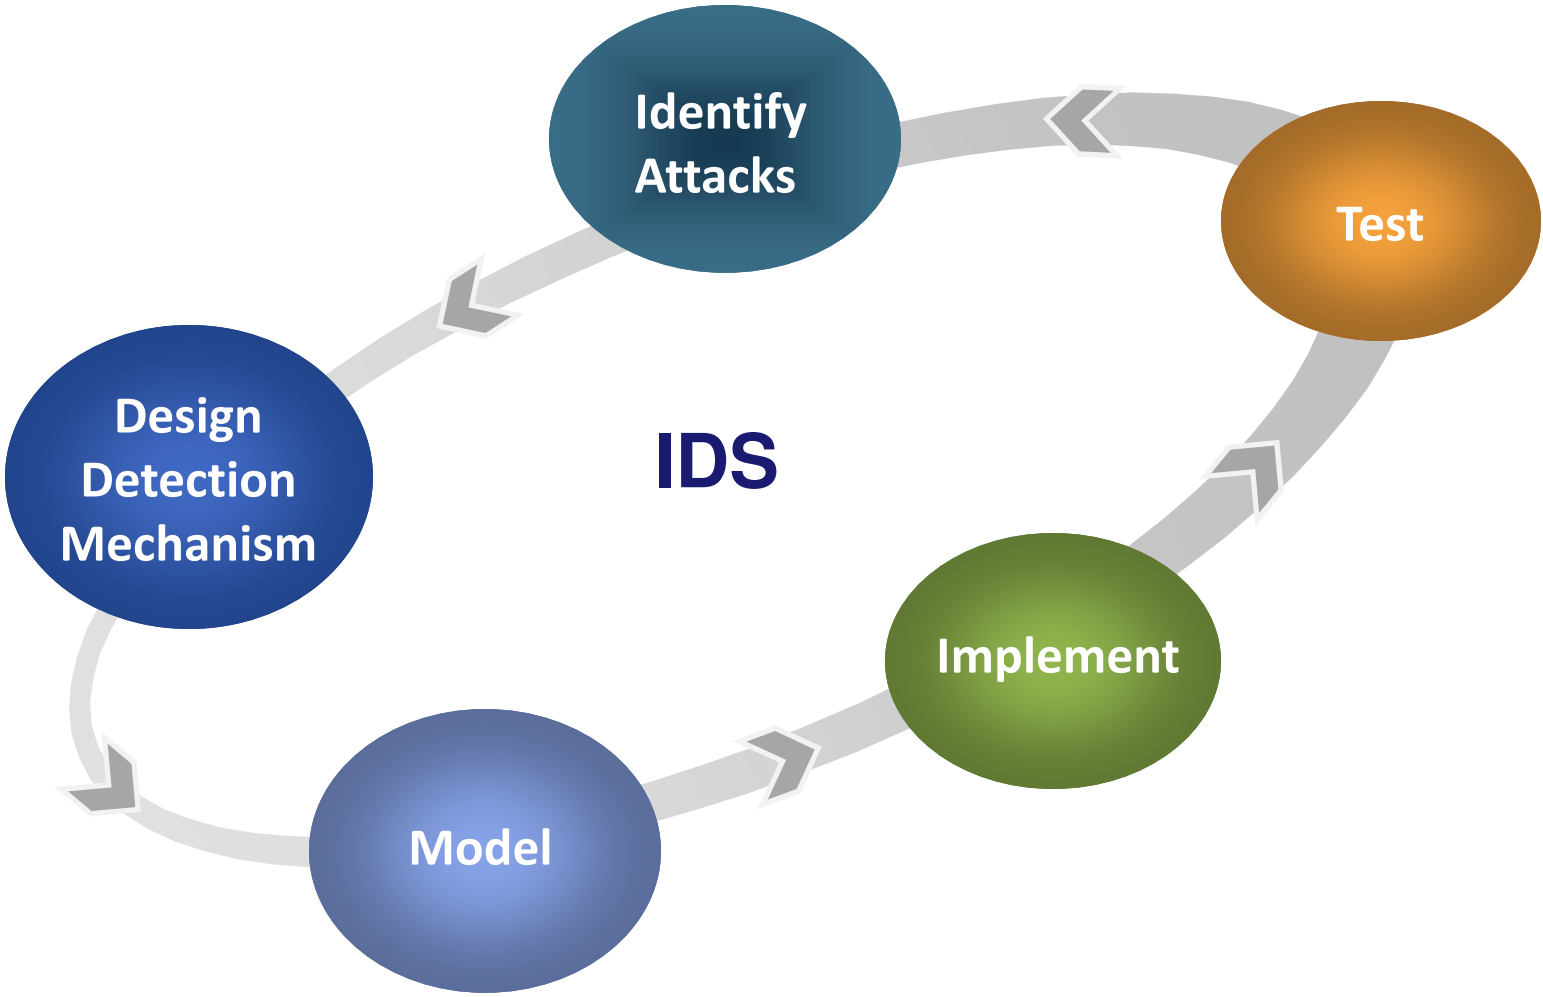 Identify
Attacks
Test
Design
Detection
Mechanism
IDS
Implement
Model